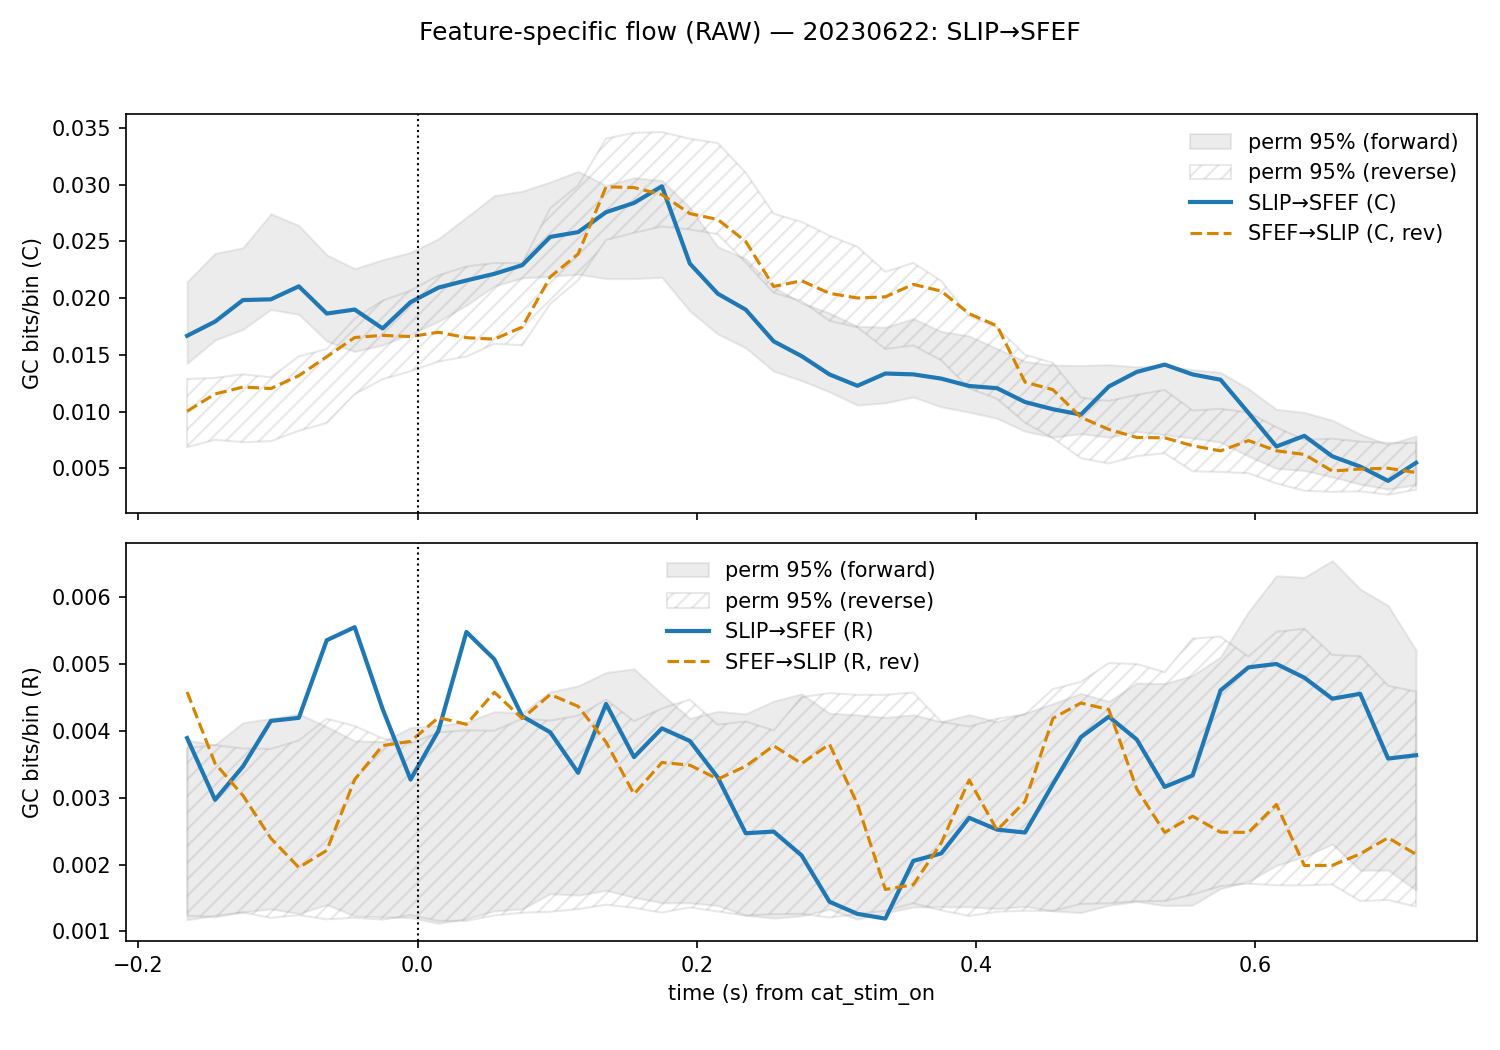 Feature-specific flow (RAW) — 20230622: SLIP→SFEF
GC bits/bin (C)
0.035
0.030
0.025
0.020
0.015
0.010
0.005
perm 95% (forward)
perm 95% (reverse)
SLIP→SFEF (C)
SFEF→SLIP (C, rev)
GC bits/bin (R)
0.006
0.005
0.004
0.003
0.002
0.001
perm 95% (forward)
perm 95% (reverse)
SLIP→SFEF (R)
SFEF→SLIP (R, rev)
−0.2 0.0 0.2 0.4 0.6
time (s) from cat_stim_on